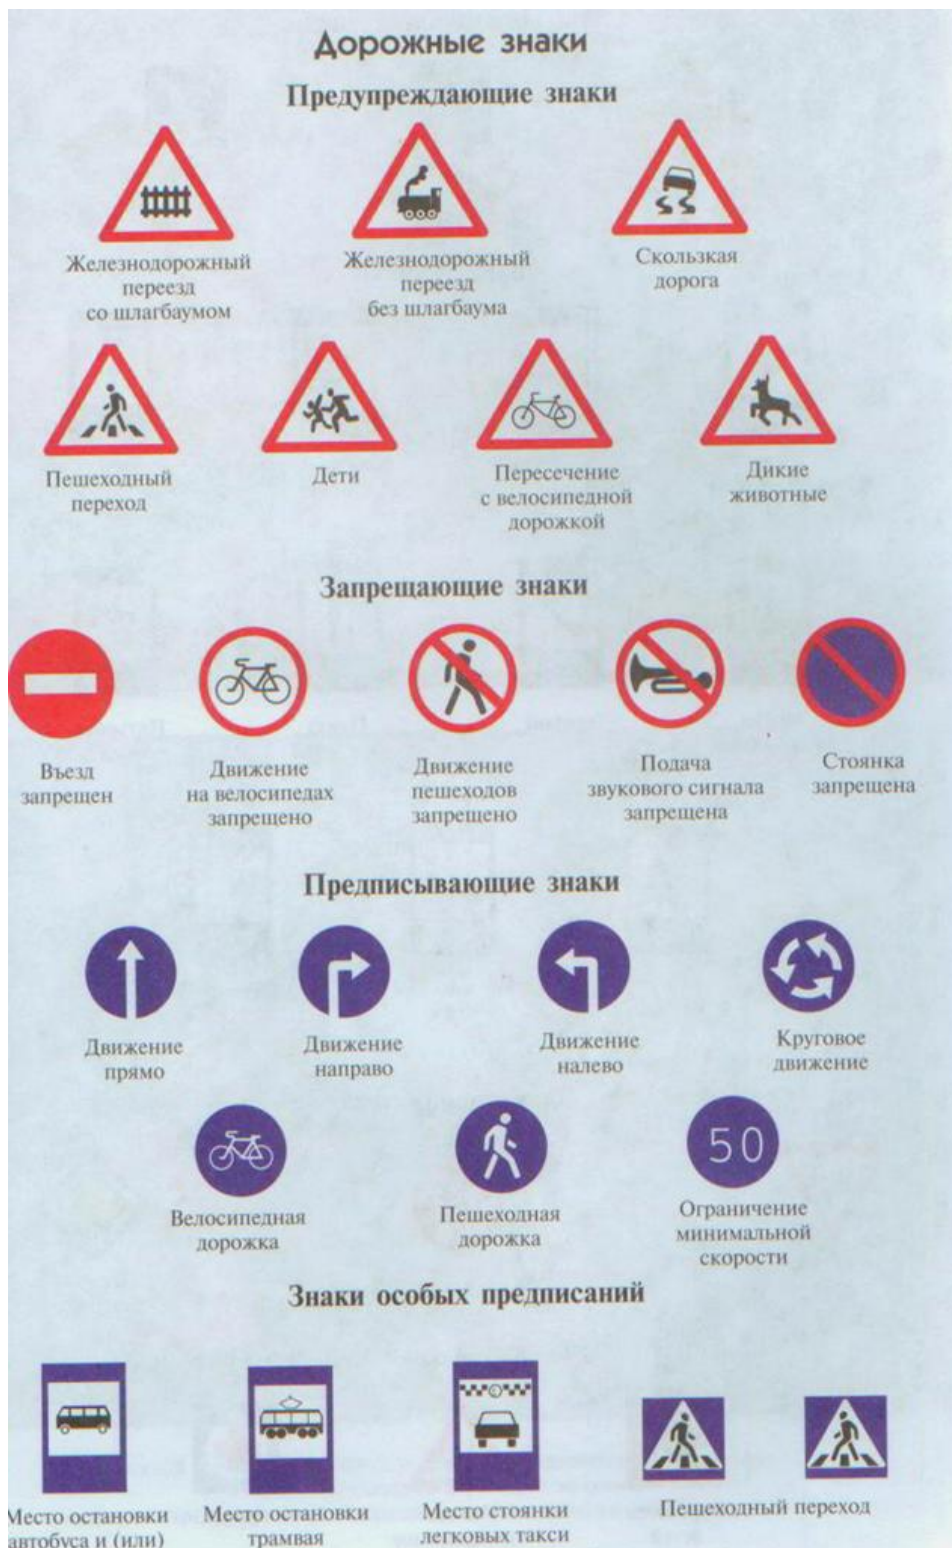 Дорожные знаки
Предупреждающие знаки
Железнодорожный
переезд
со шлагбаумом
Железнодорожный
переезд
без шлагбаума
Скользкая
дорога
Пешеходный
переход
Дети
Пересечение
с велосипедной
дорожкой
Дикие
животные
Запрещающие знаки
Въезд
запрещен
Движение
на велосипедах
запрещено
Движение
пешеходов
запрещено
Подача
звукового сигнала
запрещена
Стоянка
запрещена
Предписывающие знаки
Движение
прямо
Движение
направо
Движение
налево
Круговое
движение
50
Велосипедная
дорожка
Пешеходная
дорожка
Ограничение
минимальной
скорости
Знаки особых предписаний
Место остановки
автобуса и (или)
Место остановки
трамвая
Место стоянки
легковых такси
Пешеходный переход